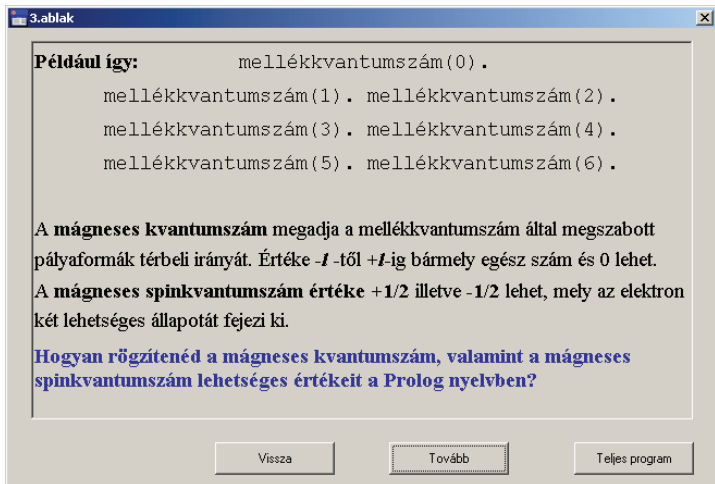 3.ablak
Például így: mellékkvantumszám(0).
mellékkvantumszám(1). mellékkvantumszám(2).
mellékkvantumszám(3). mellékkvantumszám(4).
mellékkvantumszám(5). mellékkvantumszám(6).
A mágneses kvantumszám megadja a mellékkvantumszám által megszabott
pályaformák térbeli irányát. Értéke -l -től +l-ig bármely egész szám és 0 lehet.
A mágneses spinkvantumszám értéke +1/2 illetve -1/2 lehet, mely az elektron
két lehetséges állapotát fejezi ki.
Hogyan rögzítenéd a mágneses kvantumszám, valamint a mágneses
spinkvantumszám lehetséges értékeit a Prolog nyelvben?
Vissza Tovább Teljes program